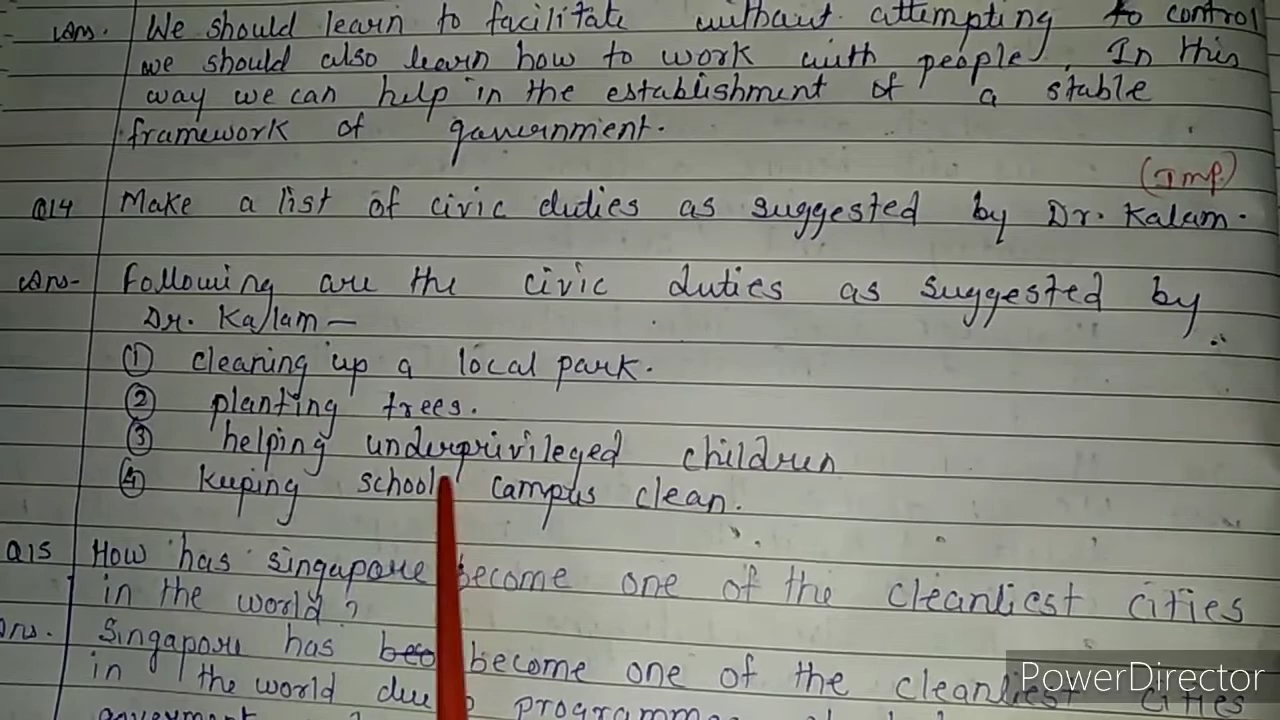 Ans. We should learn to facilitate without attempting to control
we should also learn how to work with people. In this
way we can help in the establishment of a stable
framework of government.
(Imp)
Q14 Make a list of civic duties as suggested by Dr. Kalam.
Ans- Following are the civic duties as suggested by
Dr. Kallam—
① cleaning up a local park.
② planting trees.
③ helping underprivileged children
④ keeping school campus clean.
Q15 How has singapore become one of the cleanliest cities
in the world?
Ans. Singapore has beo become one of the cleanliest cities
in the world due programme
PowerDirector